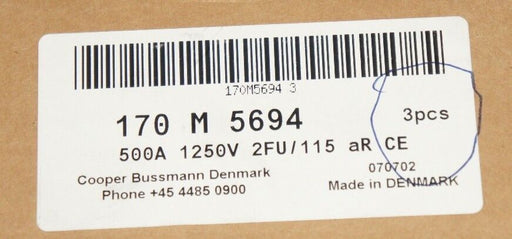 170M5694 3
170 M 5694
3pcs
500A 1250V 2FU/115 aR CE
Cooper Bussmann Denmark
070702
Phone +45 4485 0900
Made in DENMARK